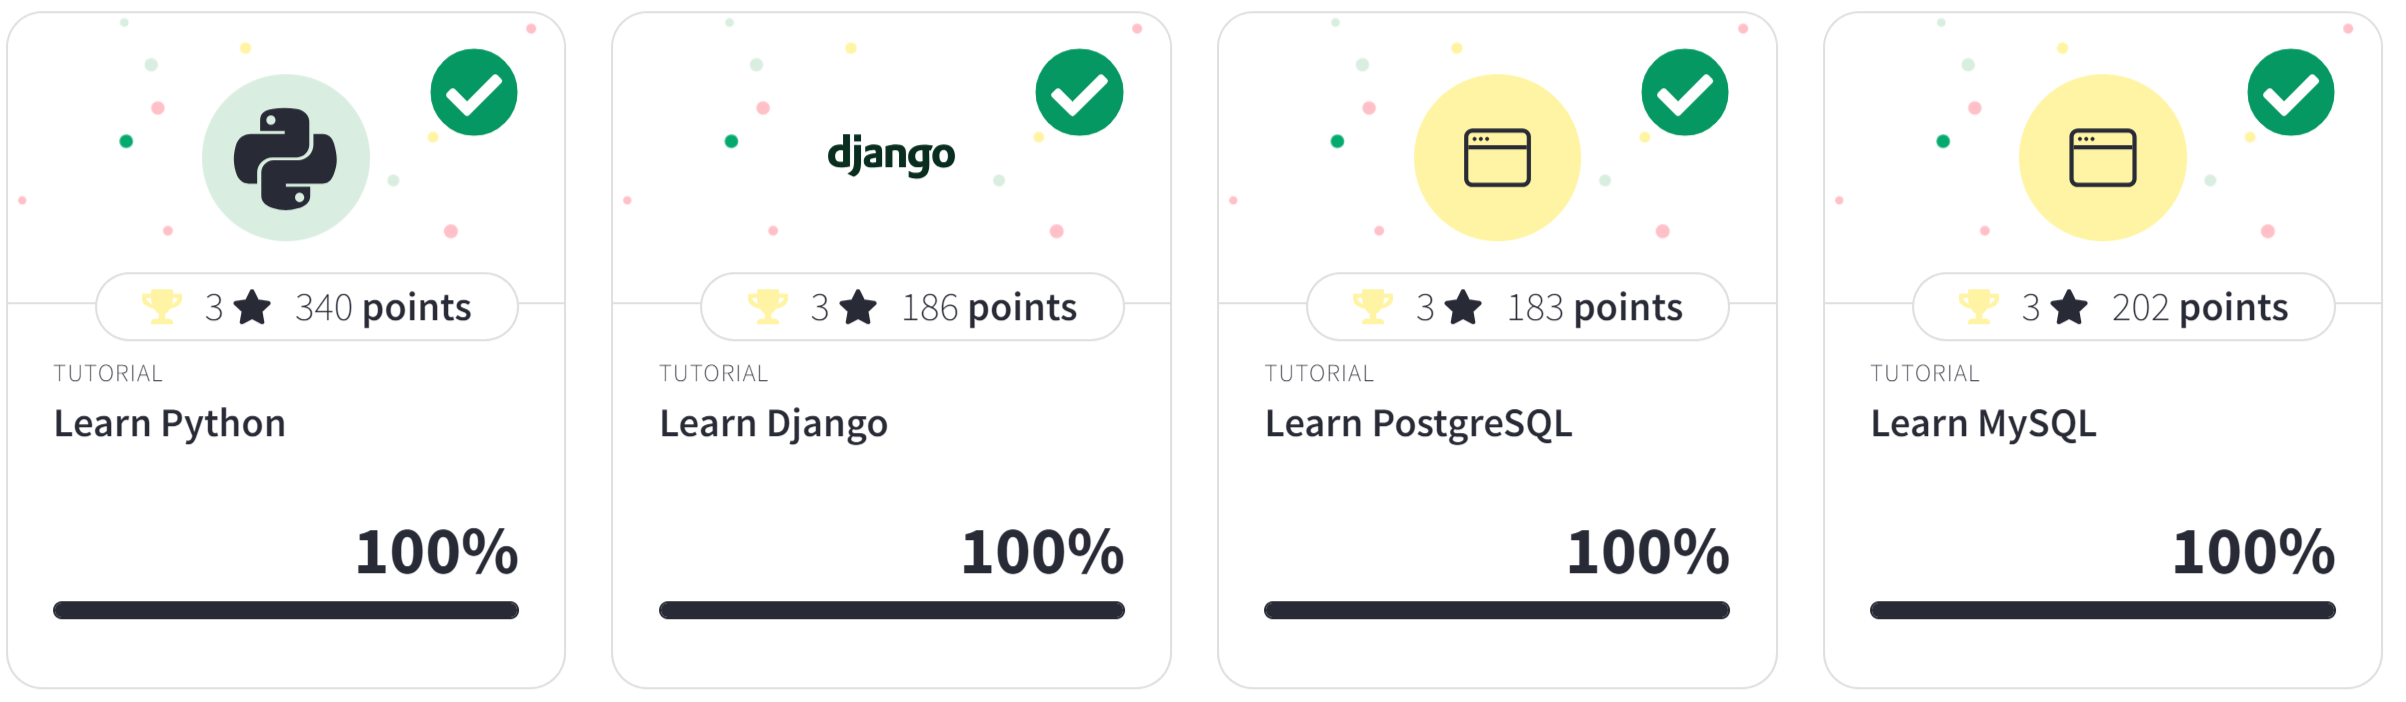 3 340 points
TUTORIAL
Learn Python
100%
django
3 186 points
TUTORIAL
Learn Django
100%
3 183 points
TUTORIAL
Learn PostgreSQL
100%
3 202 points
TUTORIAL
Learn MySQL
100%